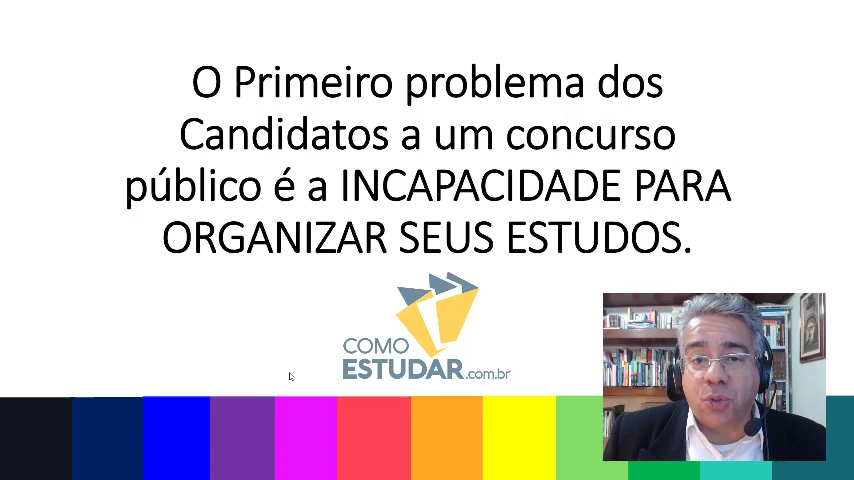 O Primeiro problema dos
Candidatos a um concurso
público é a INCAPACIDADE PARA
ORGANIZAR SEUS ESTUDOS.
COMO
ESTUDAR.com.br